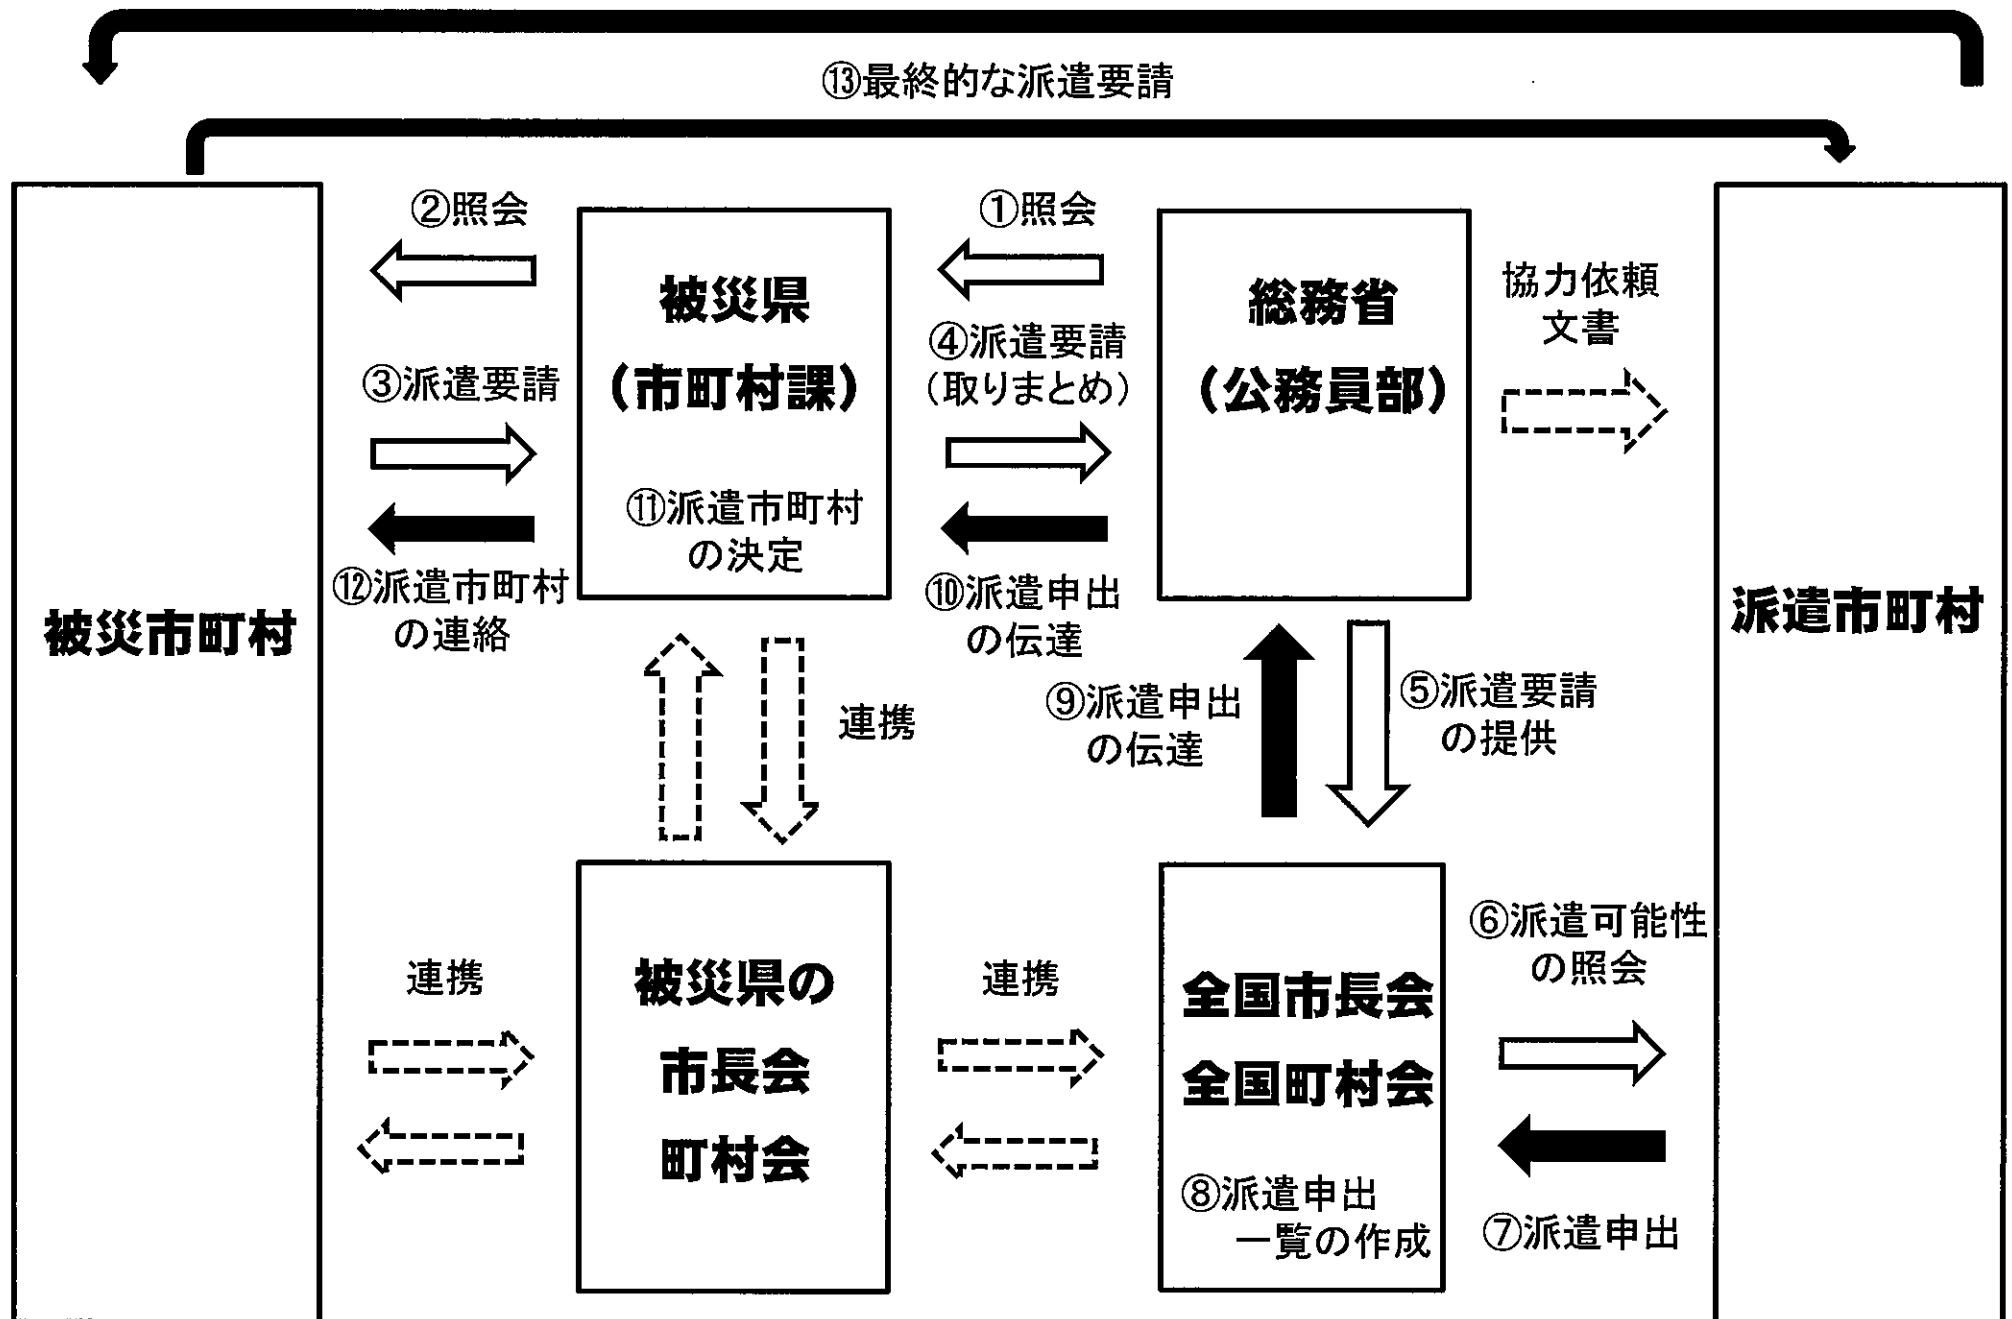 ⑬最終的な派遣要請
②照会
①照会
協力依頼
文書
被災県
（市町村課）
総務省
（公務員部）
③派遣要請
④派遣要請
（取りまとめ）
⑪派遣市町村
の決定
⑫派遣市町村
の連絡
⑩派遣申出
の伝達
被災市町村
派遣市町村
連携
⑨派遣申出
の伝達
⑤派遣要請
の提供
連携
被災県の
市長会
町村会
連携
全国市長会
全国町村会
⑧派遣申出
一覧の作成
⑥派遣可能性
の照会
⑦派遣申出